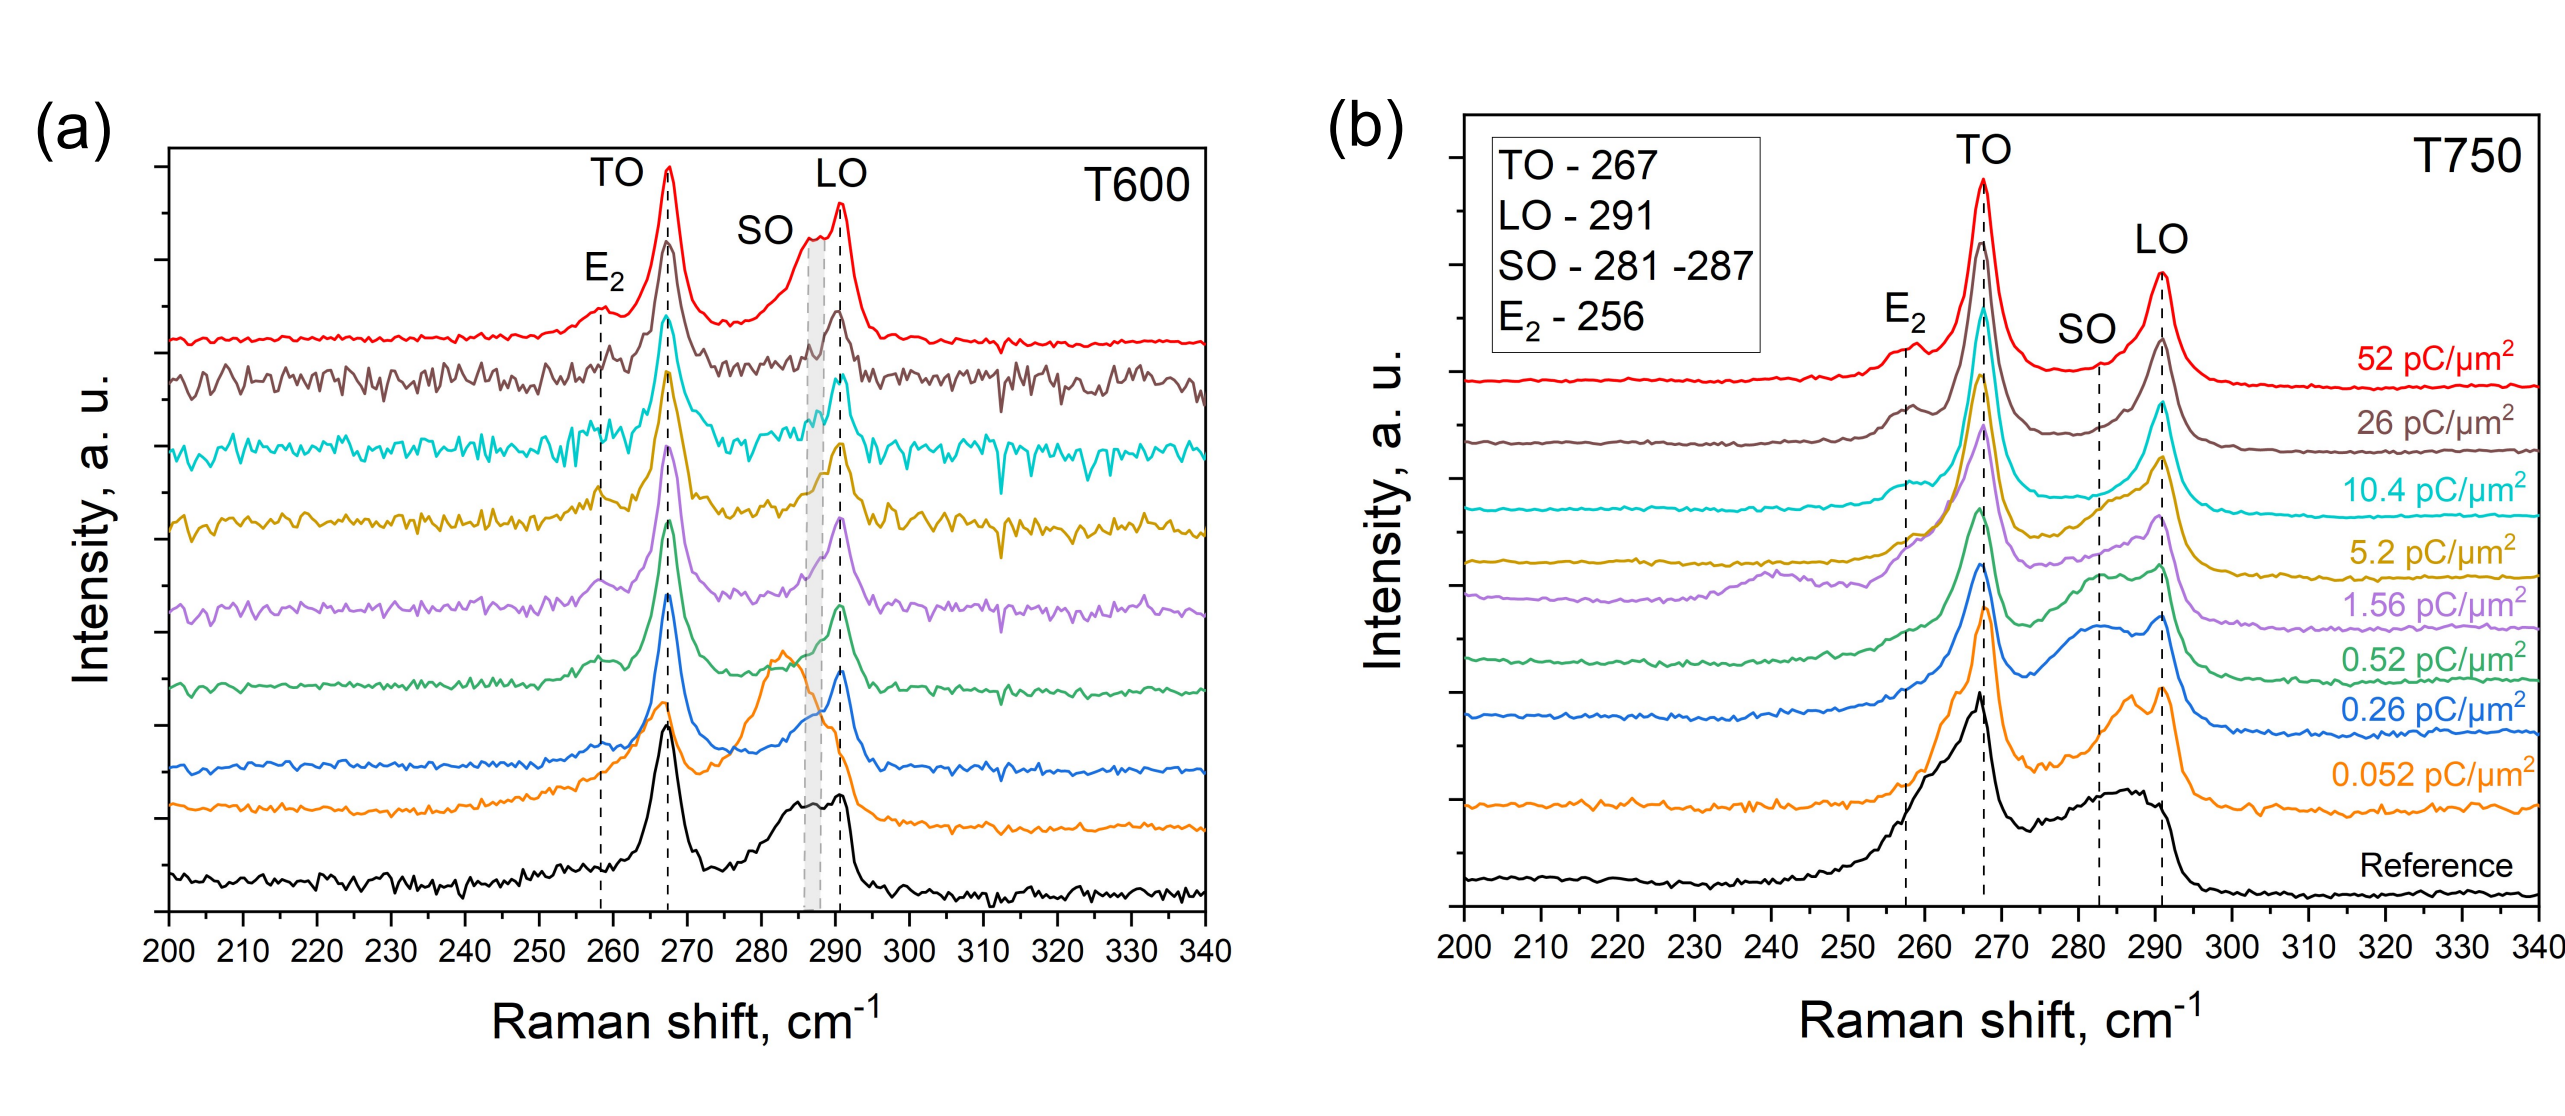 (a)
T600
TO
LO
SO
E₂
Intensity, a. u.
200 210 220 230 240 250 260 270 280 290 300 310 320 330 340
Raman shift, cm⁻¹
(b)
TO - 267
LO - 291
SO - 281 -287
E₂ - 256
T750
TO
LO
E₂
SO
52 pC/µm²
26 pC/µm²
10.4 pC/µm²
5.2 pC/µm²
1.56 pC/µm²
0.52 pC/µm²
0.26 pC/µm²
0.052 pC/µm²
Reference
Intensity, a. u.
200 210 220 230 240 250 260 270 280 290 300 310 320 330 340
Raman shift, cm⁻¹